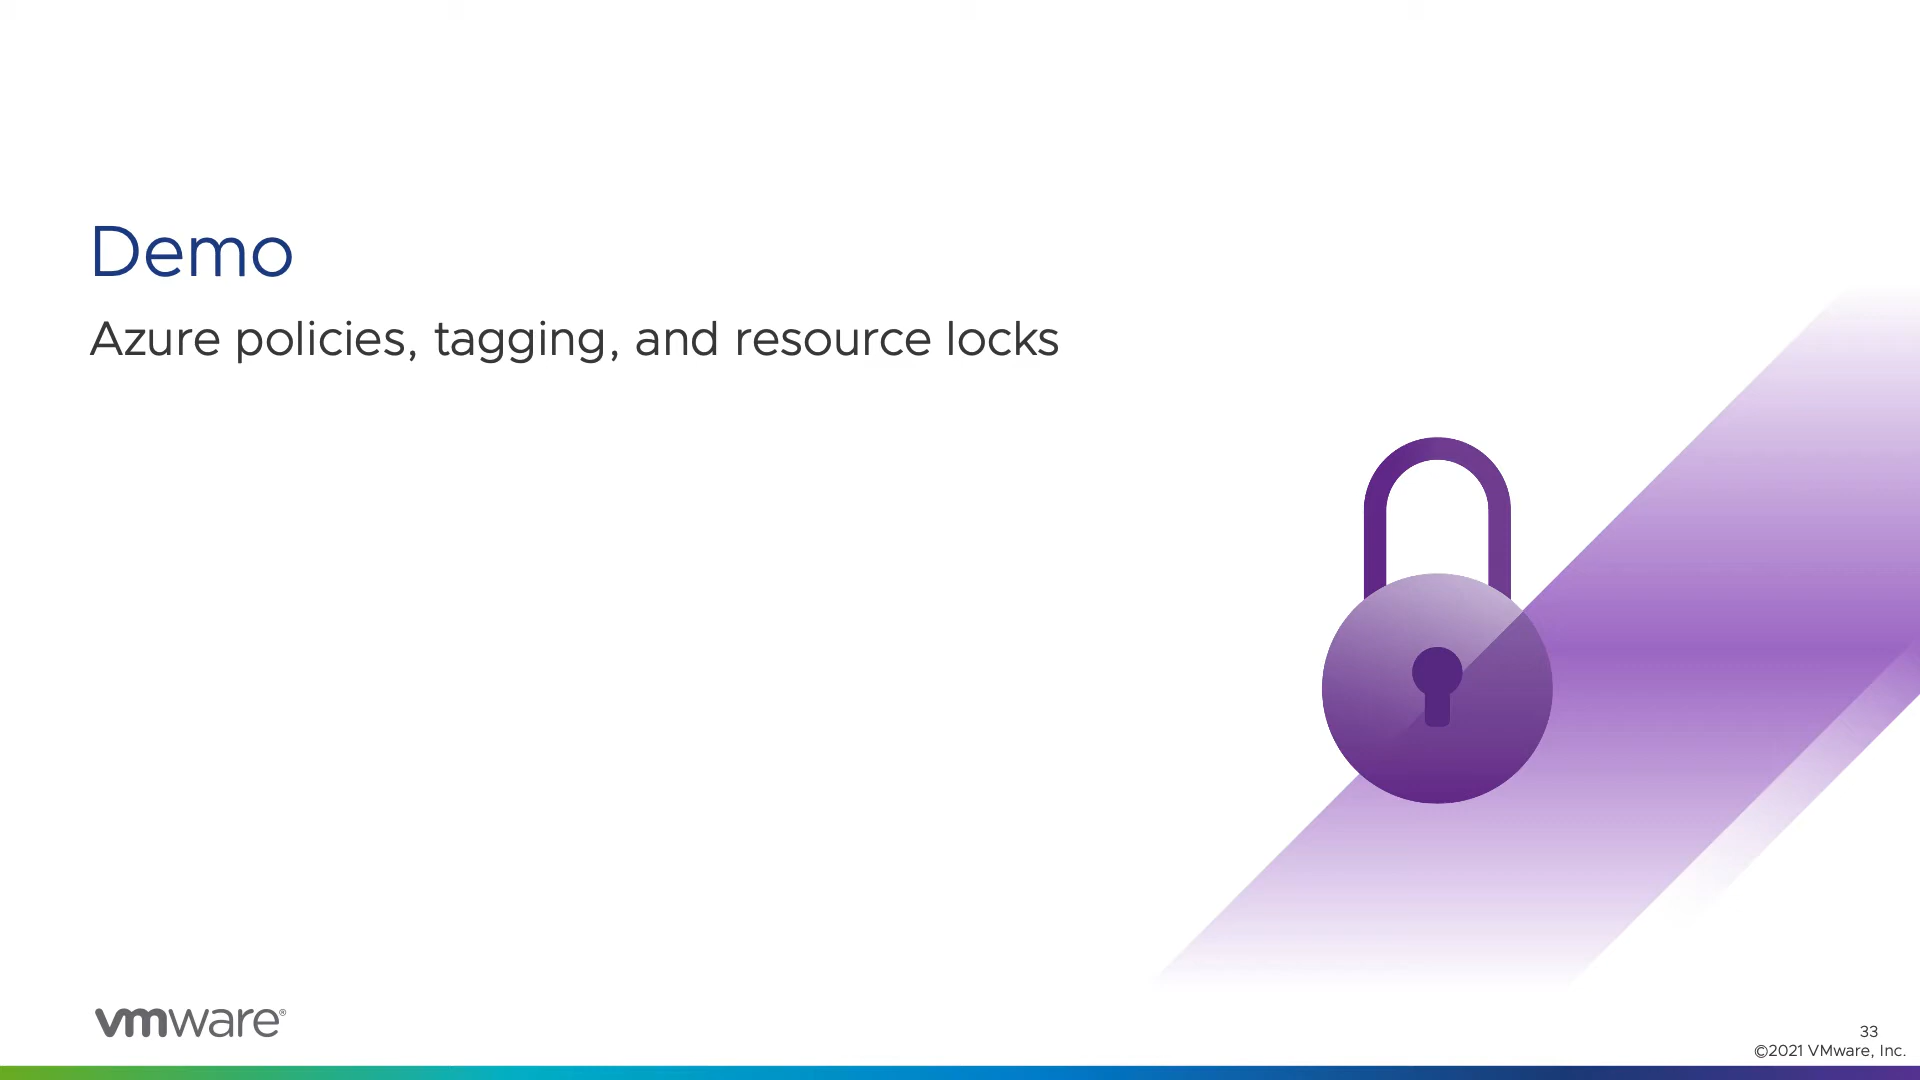 Demo
Azure policies, tagging, and resource locks
vmware®
33
©2021 VMware, Inc.